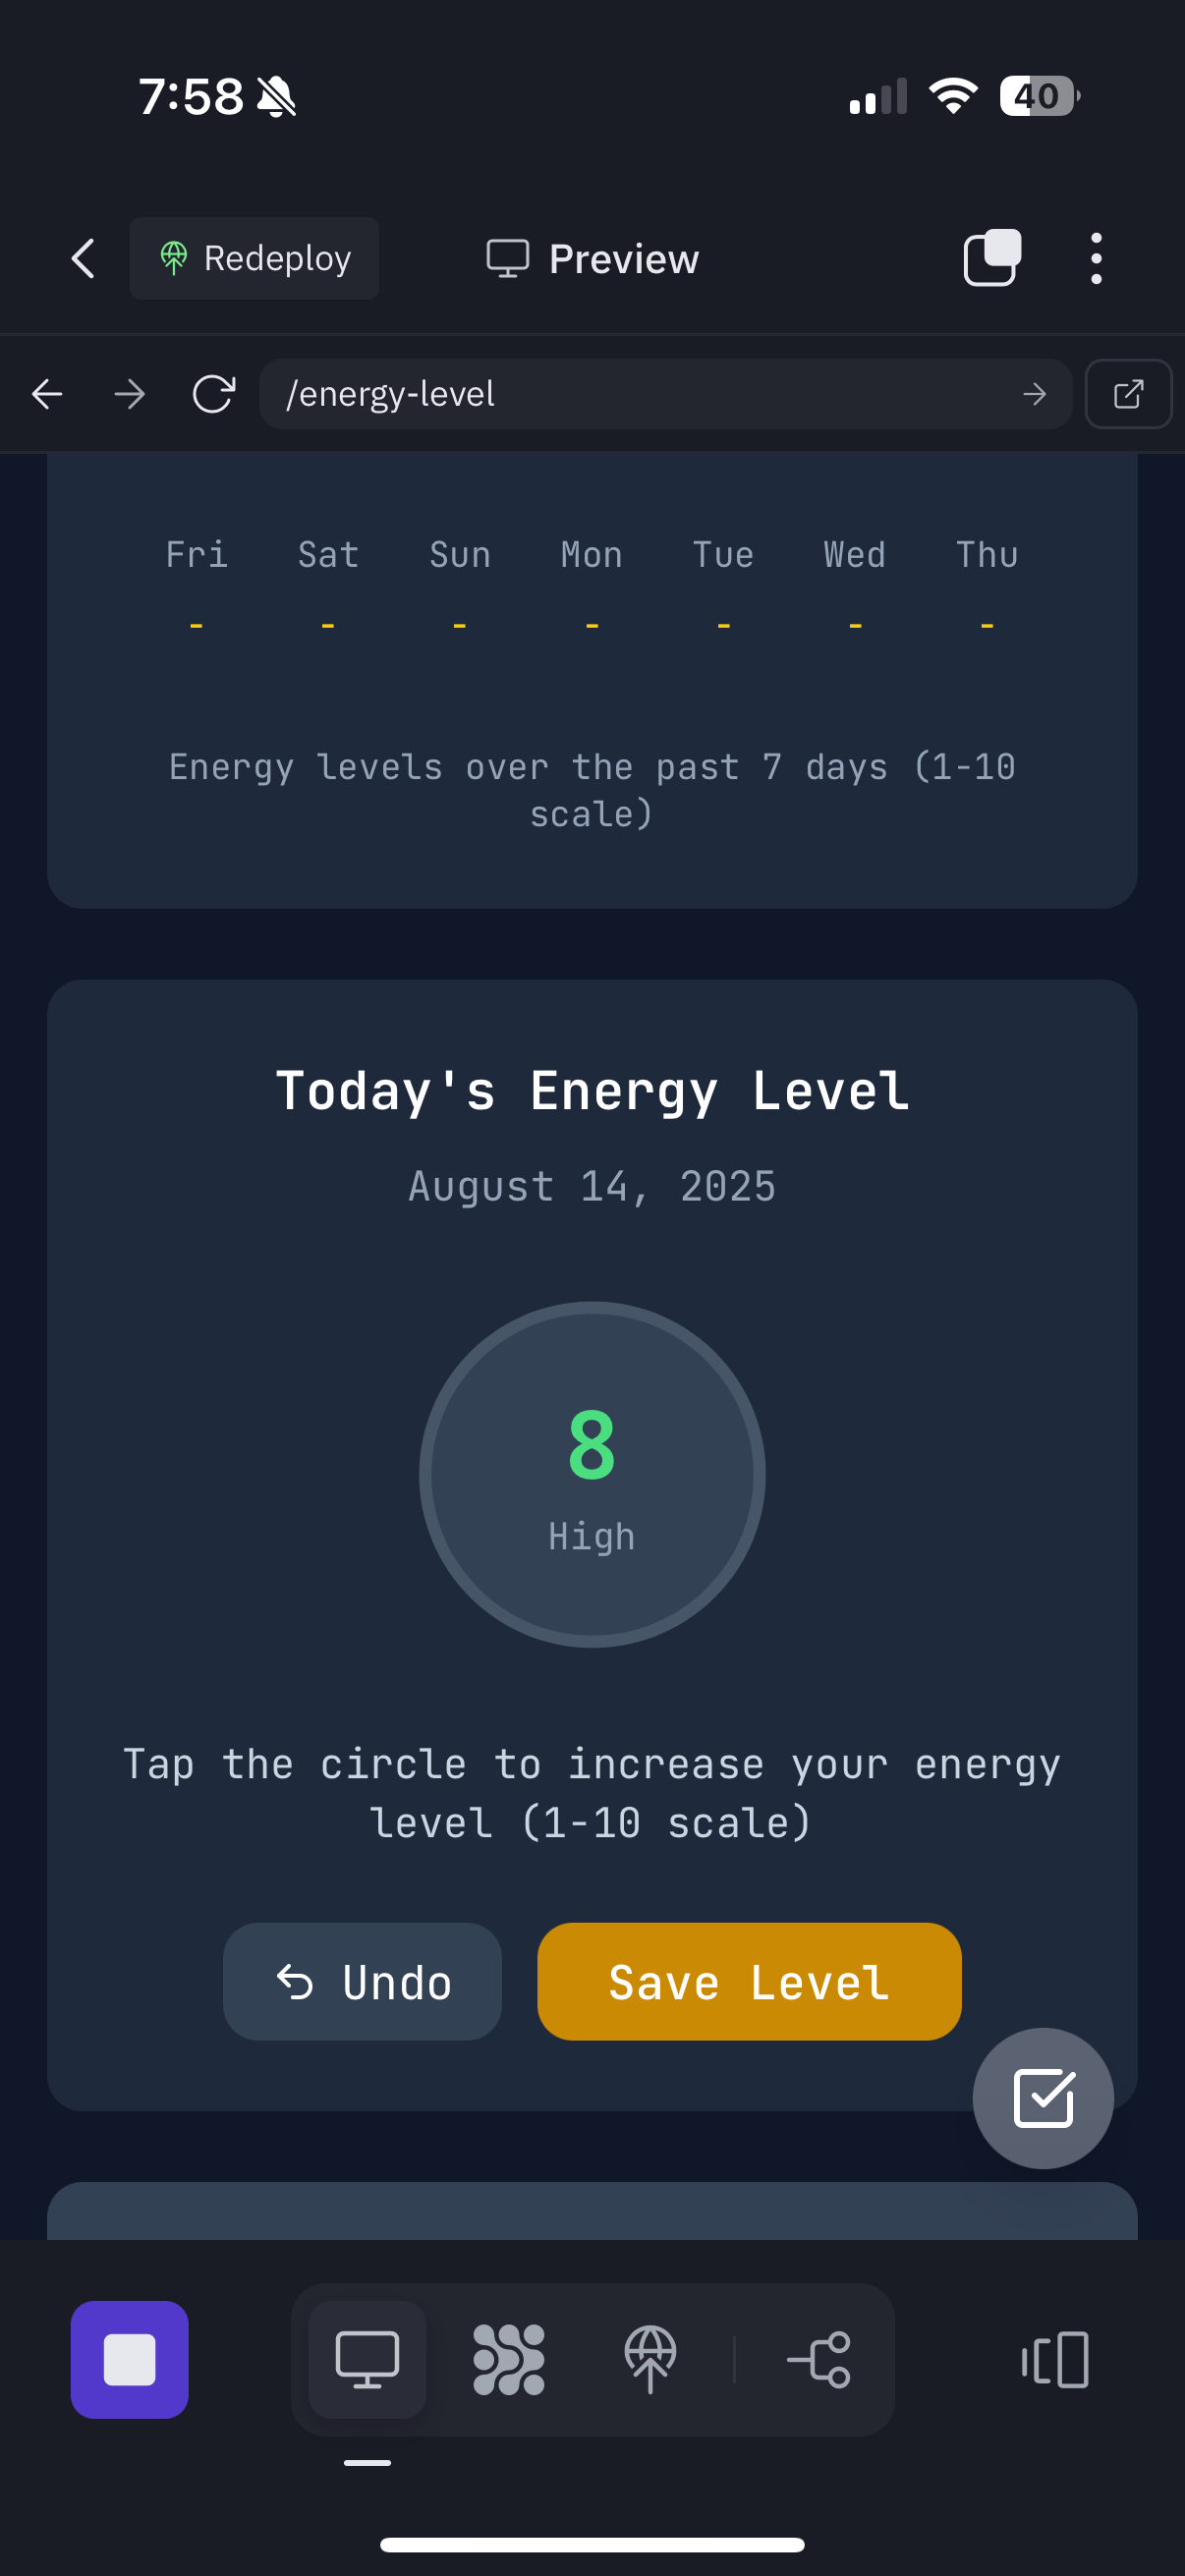 7:58
40
Redeploy
Preview
/energy-level
Fri Sat Sun Mon Tue Wed Thu
- - - - - - -
Energy levels over the past 7 days (1-10
scale)
Today's Energy Level
August 14, 2025
8
High
Tap the circle to increase your energy
level (1-10 scale)
Undo
Save Level